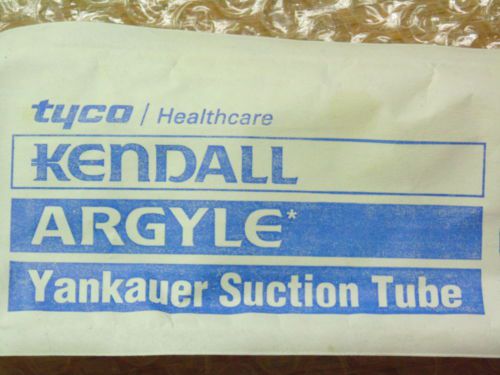 tyco / Healthcare
KENDALL
ARGYLE*
Yankauer Suction Tube